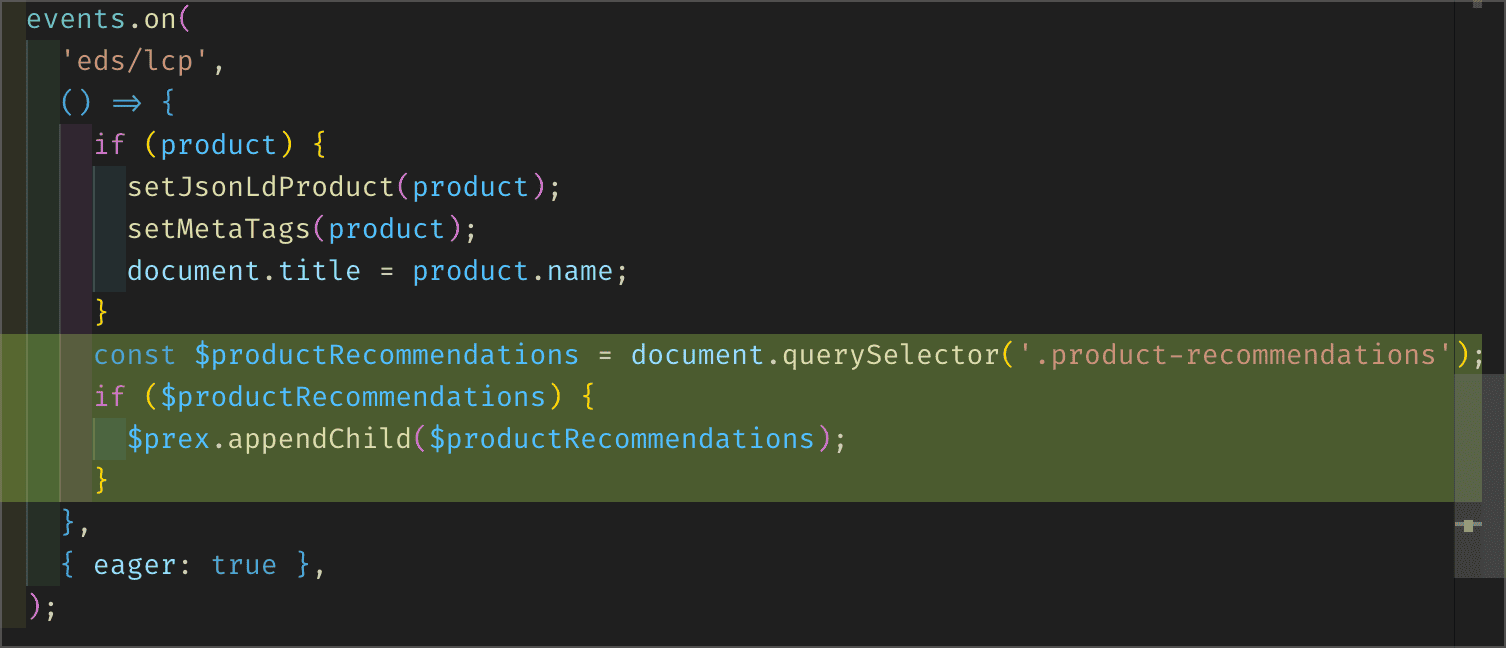 events.on(
  'eds/lcp',
  () => {
    if (product) {
      setJsonLdProduct(product);
      setMetaTags(product);
      document.title = product.name;
    }
    const $productRecommendations = document.querySelector('.product-recommendations');
    if ($productRecommendations) {
      $prex.appendChild($productRecommendations);
    }
  },
  { eager: true },
);